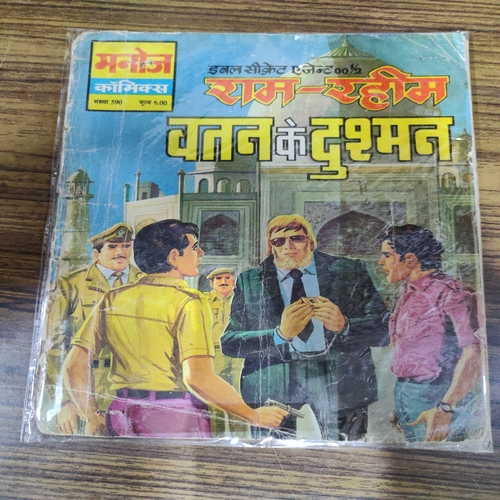 मनोज
कॉमिक्स
संख्या 590 मूल्य 6.00
डबल सीक्रेट एजेन्ट 00½
राम-रहीम
वतन के दुश्मन